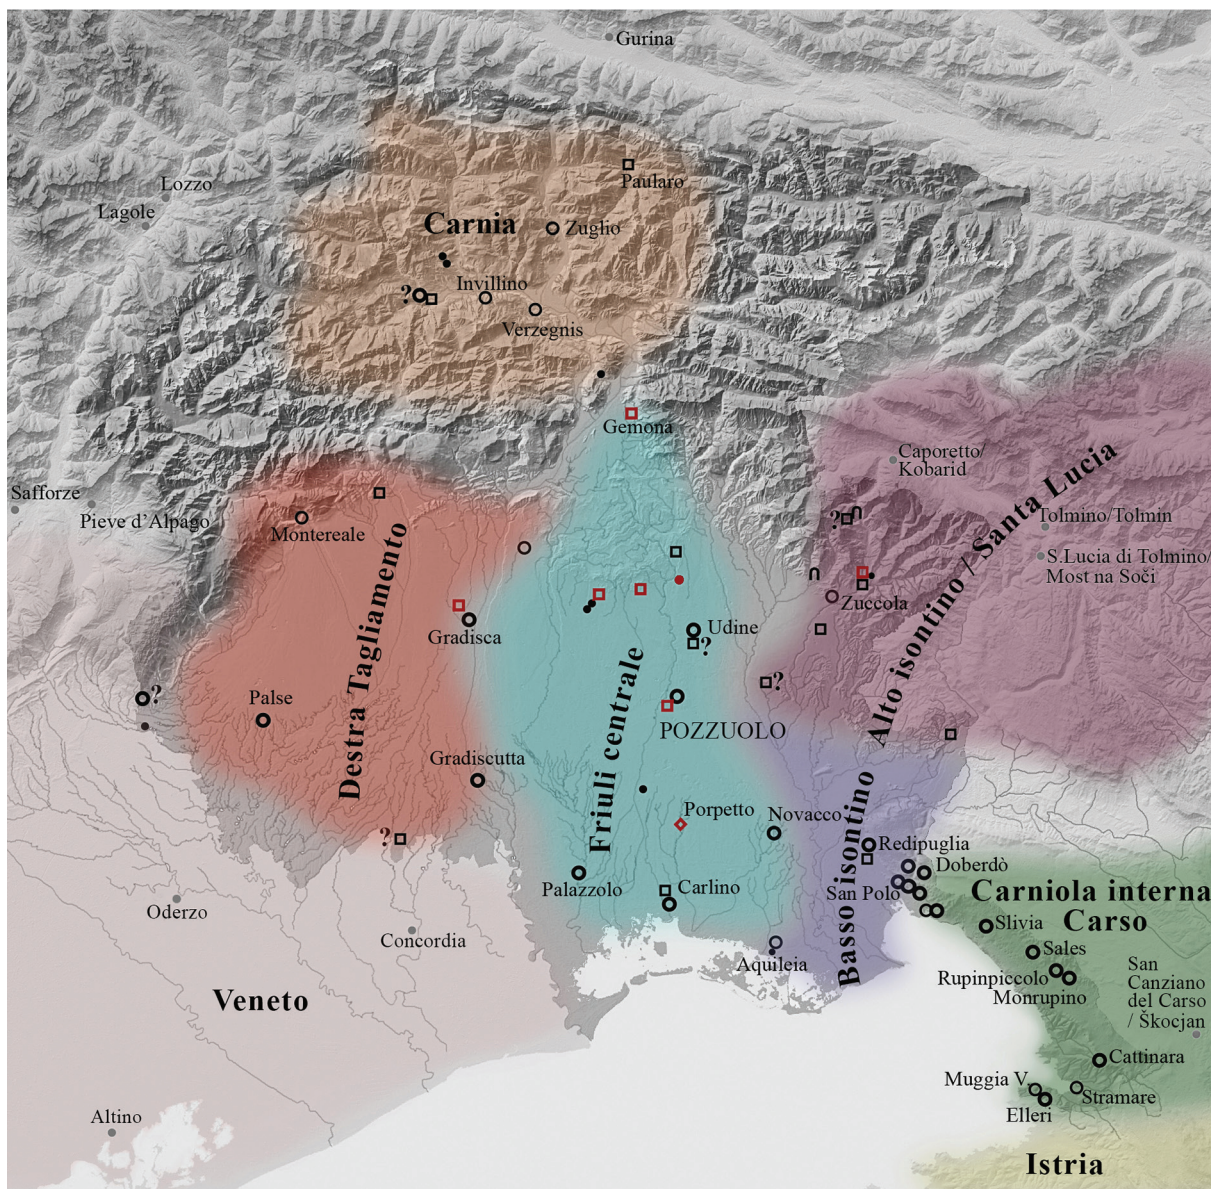 Gurina
Lozzo
Paularo
Lagole
Carnia
Zuglio
Invillino
?
Verzegnis
Gemona
Caporetto/
Kobarid
Safforze
Pieve d’Alpago
Montereale
?
Tolmino/Tolmin
S.Lucia di Tolmino/
Most na Soči
Zuccola
Alto isontino / Santa Lucia
Gradisca
Udine
?
Destra Tagliamento
?
?
Palse
POZZUOLO
Friuli centrale
Gradiscutta
Porpetto
Novacco
?
Redipuglia
Doberdò
Basso isontino
Palazzolo
Carlino
San Polo
Carniola interna
Carso
Oderzo
Slivia
Concordia
Sales
Aquileia
Rupinpiccolo
Monrupino
San
Canziano
del Carso
/ Škocjan
Veneto
Cattinara
Muggia V.
Stramare
Elleri
Altino
Istria